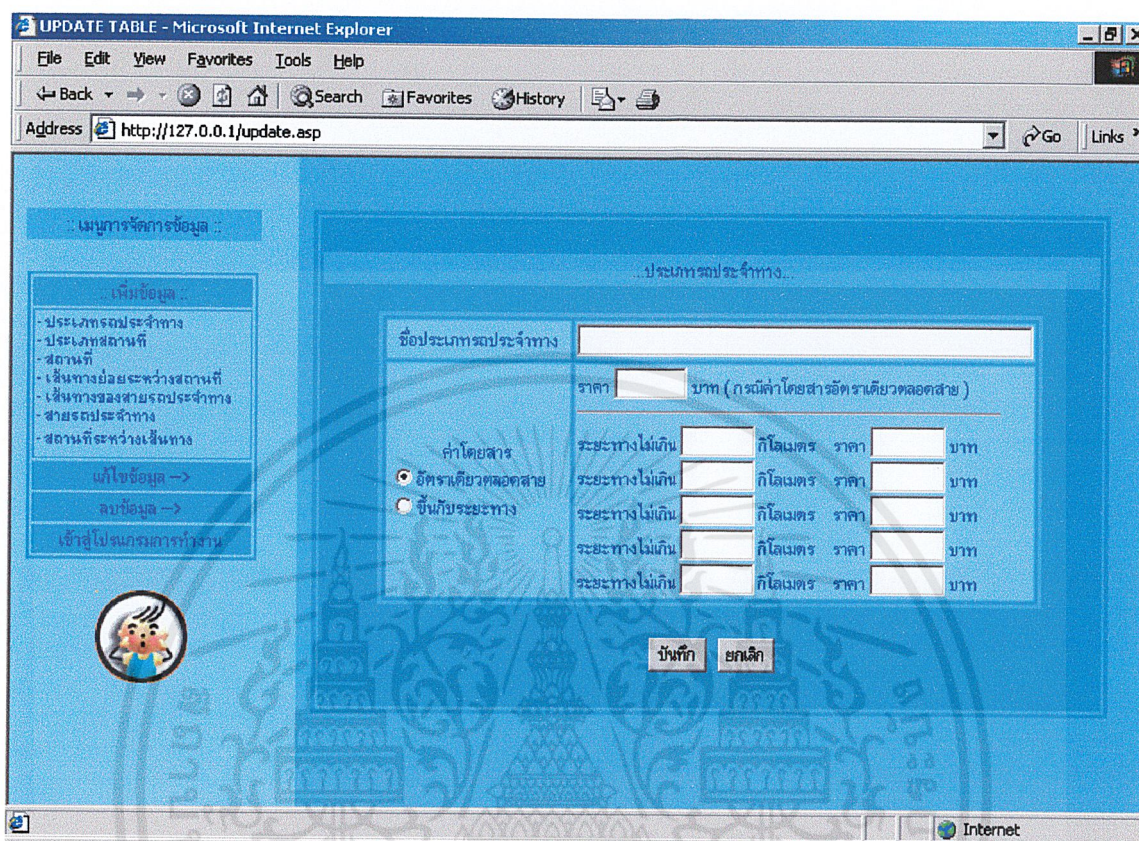 UPDATE TABLE - Microsoft Internet Explorer
File Edit View Favorites Tools Help
Back Search Favorites History
Address http://127.0.0.1/update.asp Go Links »
:: เมนูการจัดการข้อมูล ::
:: เพิ่มข้อมูล ::
- ประเภทรถประจำทาง
- ประเภทสถานที่
- สถานที่
- เส้นทางย่อยระหว่างสถานที่
- เส้นทางของสายรถประจำทาง
- สายรถประจำทาง
- สถานที่ระหว่างเส้นทาง
แก้ไขข้อมูล -->
ลบข้อมูล -->
เข้าสู่โปรแกรมการทำงาน
...ประเภทรถประจำทาง...
ชื่อประเภทรถประจำทาง
ราคา บาท ( กรณีค่าโดยสารอัตราเดียวตลอดสาย )
ค่าโดยสาร
อัตราเดียวตลอดสาย
ขึ้นกับระยะทาง
ระยะทางไม่เกิน กิโลเมตร ราคา บาท
ระยะทางไม่เกิน กิโลเมตร ราคา บาท
ระยะทางไม่เกิน กิโลเมตร ราคา บาท
ระยะทางไม่เกิน กิโลเมตร ราคา บาท
ระยะทางไม่เกิน กิโลเมตร ราคา บาท
บันทึก ยกเลิก
Internet